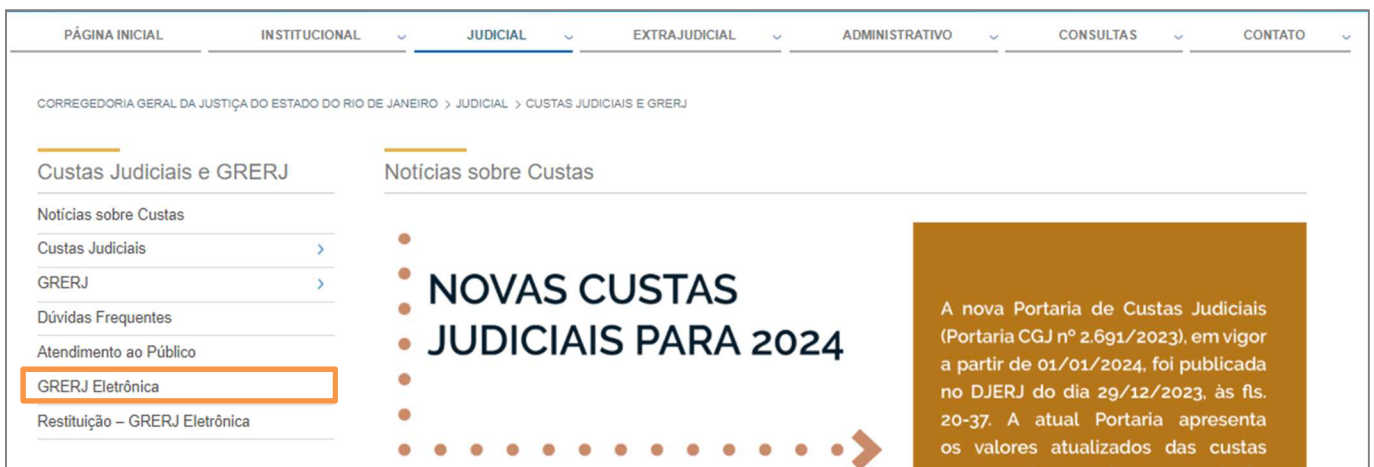 PÁGINA INICIAL INSTITUCIONAL JUDICIAL EXTRAJUDICIAL ADMINISTRATIVO CONSULTAS CONTATO
CORREGEDORIA GERAL DA JUSTIÇA DO ESTADO DO RIO DE JANEIRO > JUDICIAL > CUSTAS JUDICIAIS E GRERJ
Custas Judiciais e GRERJ
Notícias sobre Custas
Custas Judiciais
GRERJ
Dúvidas Frequentes
Atendimento ao Público
GRERJ Eletrônica
Restituição – GRERJ Eletrônica
Notícias sobre Custas
NOVAS CUSTAS
JUDICIAIS PARA 2024
A nova Portaria de Custas Judiciais
(Portaria CGJ nº 2.691/2023), em vigor
a partir de 01/01/2024, foi publicada
no DJERJ do dia 29/12/2023, às fls.
20-37. A atual Portaria apresenta
os valores atualizados das custas